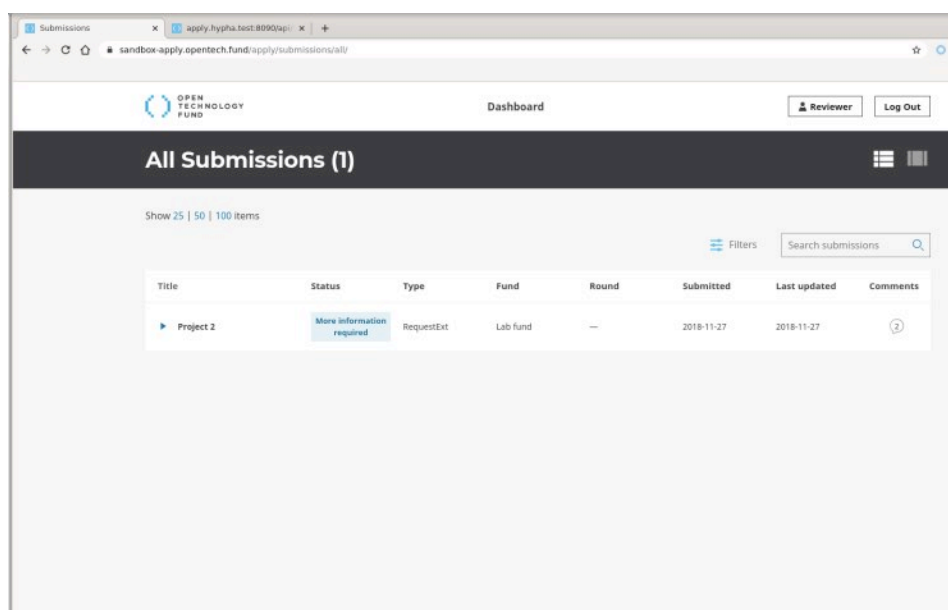 Submissions
apply.hypha.test:8090/api/
sandbox-apply.opentech.fund/apply/submissions/all/
OPEN
TECHNOLOGY
FUND
Dashboard
Reviewer
Log Out
All Submissions (1)
Show 25 | 50 | 100 items
Filters
Search submissions
Title Status Type Fund Round Submitted Last updated Comments
Project 2 More information required RequestExt Lab fund — 2018-11-27 2018-11-27 2